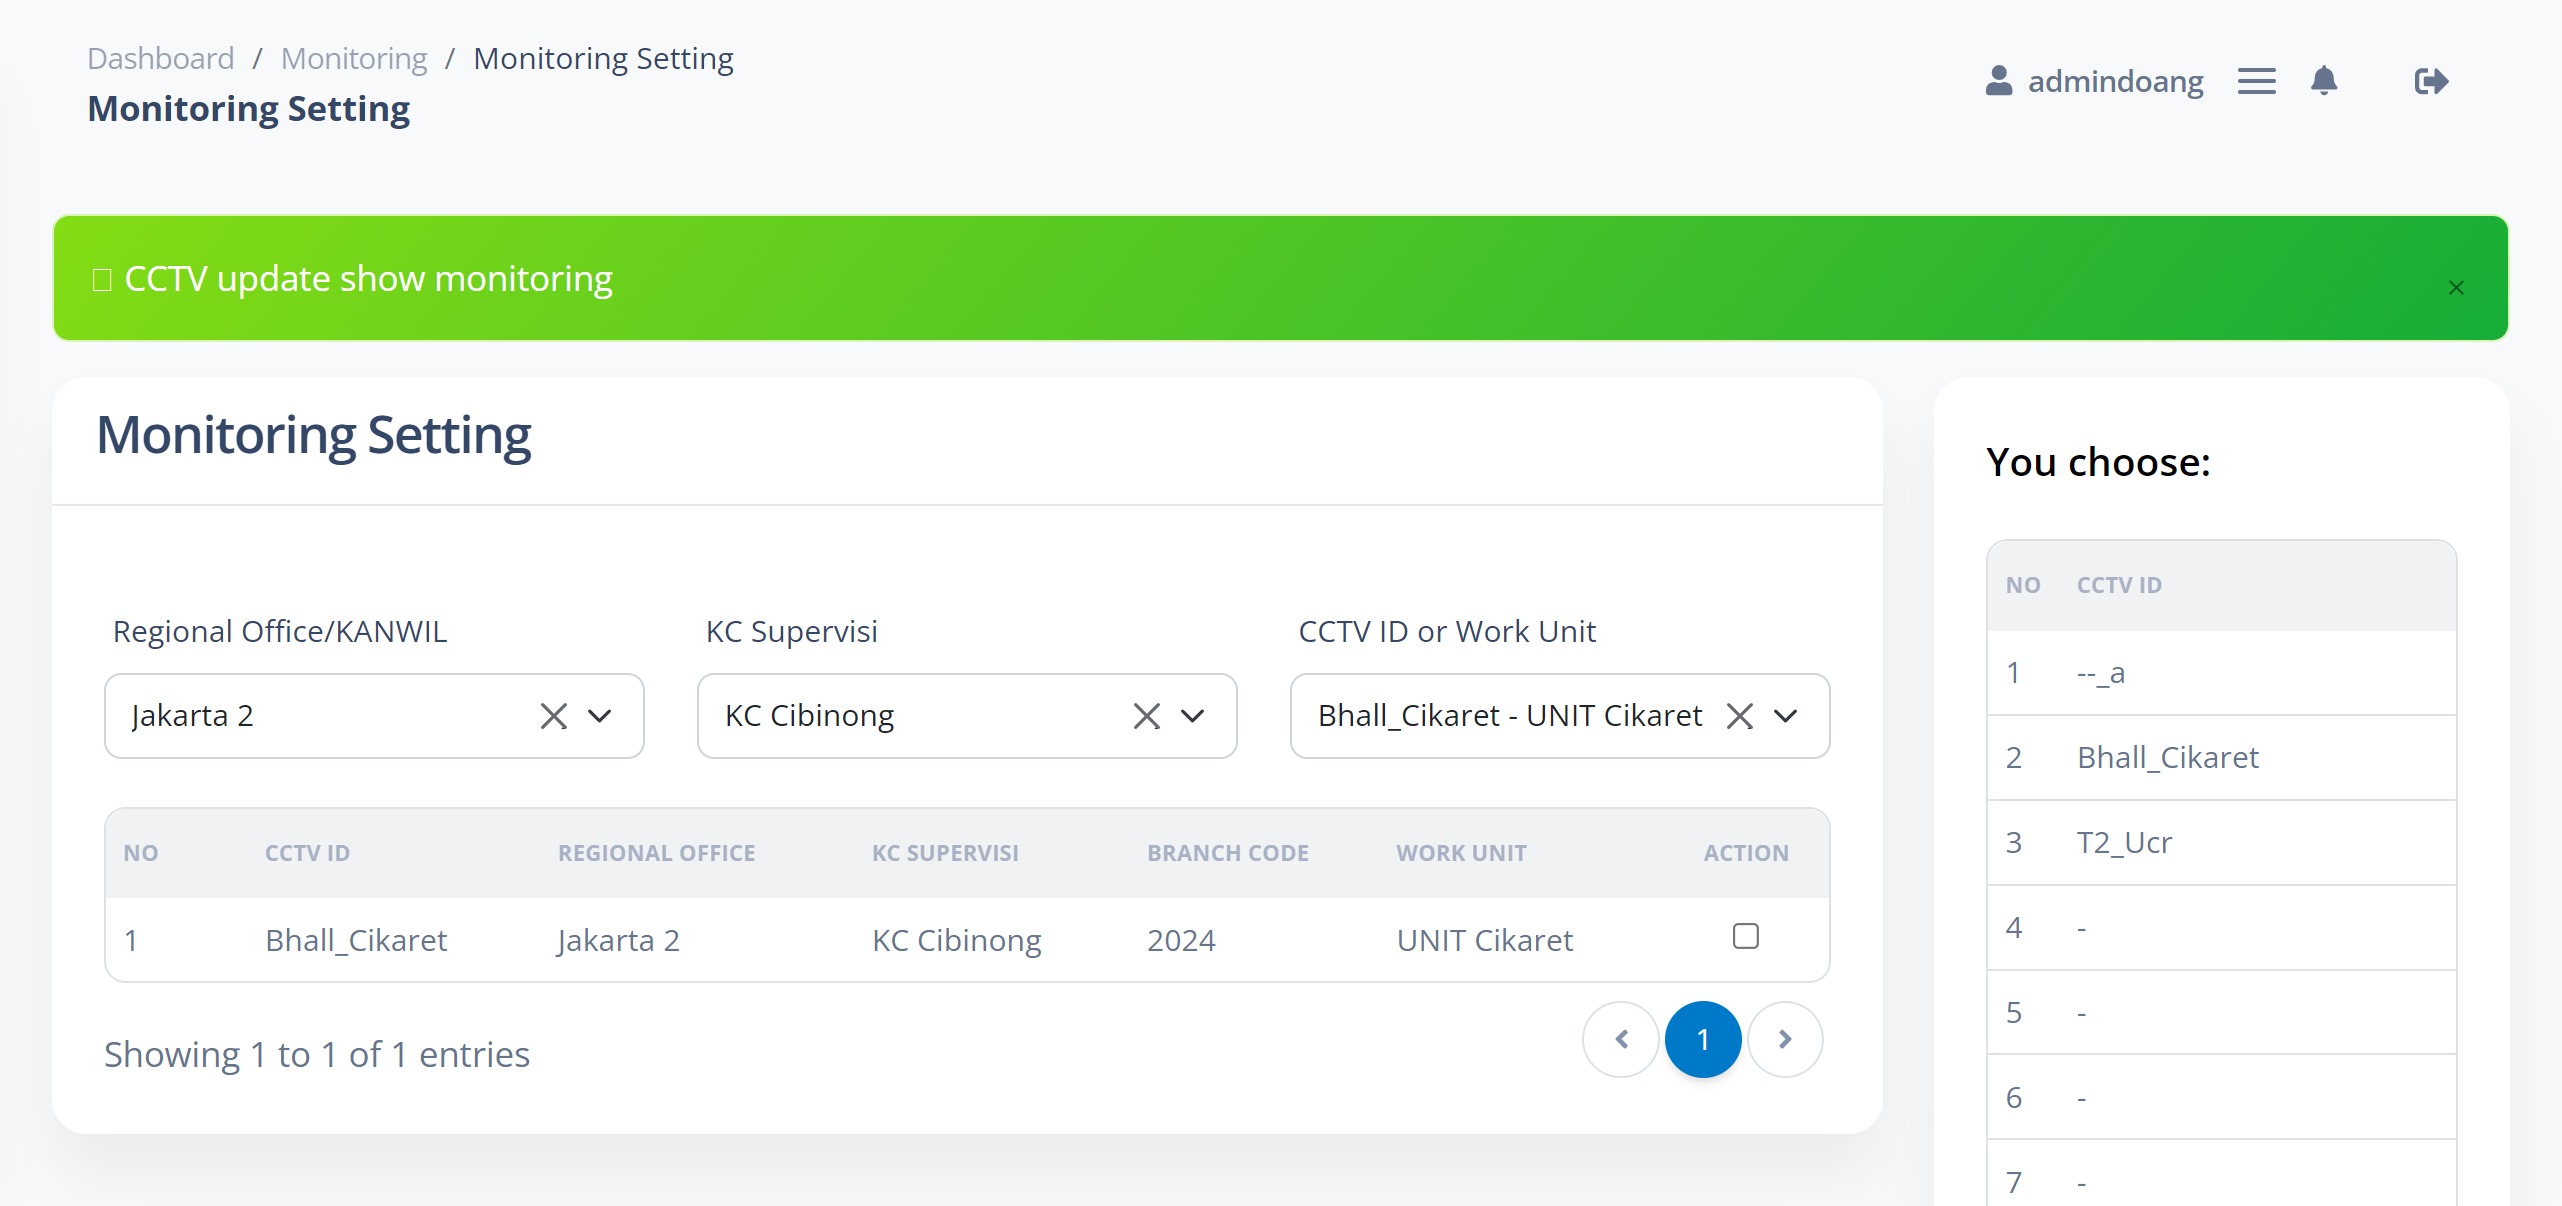 Dashboard / Monitoring / Monitoring Setting
Monitoring Setting
admindoang
CCTV update show monitoring
×
Monitoring Setting
Regional Office/KANWIL
KC Supervisi
CCTV ID or Work Unit
Jakarta 2
KC Cibinong
Bhall_Cikaret - UNIT Cikaret
NO CCTV ID REGIONAL OFFICE KC SUPERVISI BRANCH CODE WORK UNIT ACTION
1 Bhall_Cikaret Jakarta 2 KC Cibinong 2024 UNIT Cikaret
Showing 1 to 1 of 1 entries
1
You choose:
NO CCTV ID
1 --_a
2 Bhall_Cikaret
3 T2_Ucr
4 -
5 -
6 -
7 -